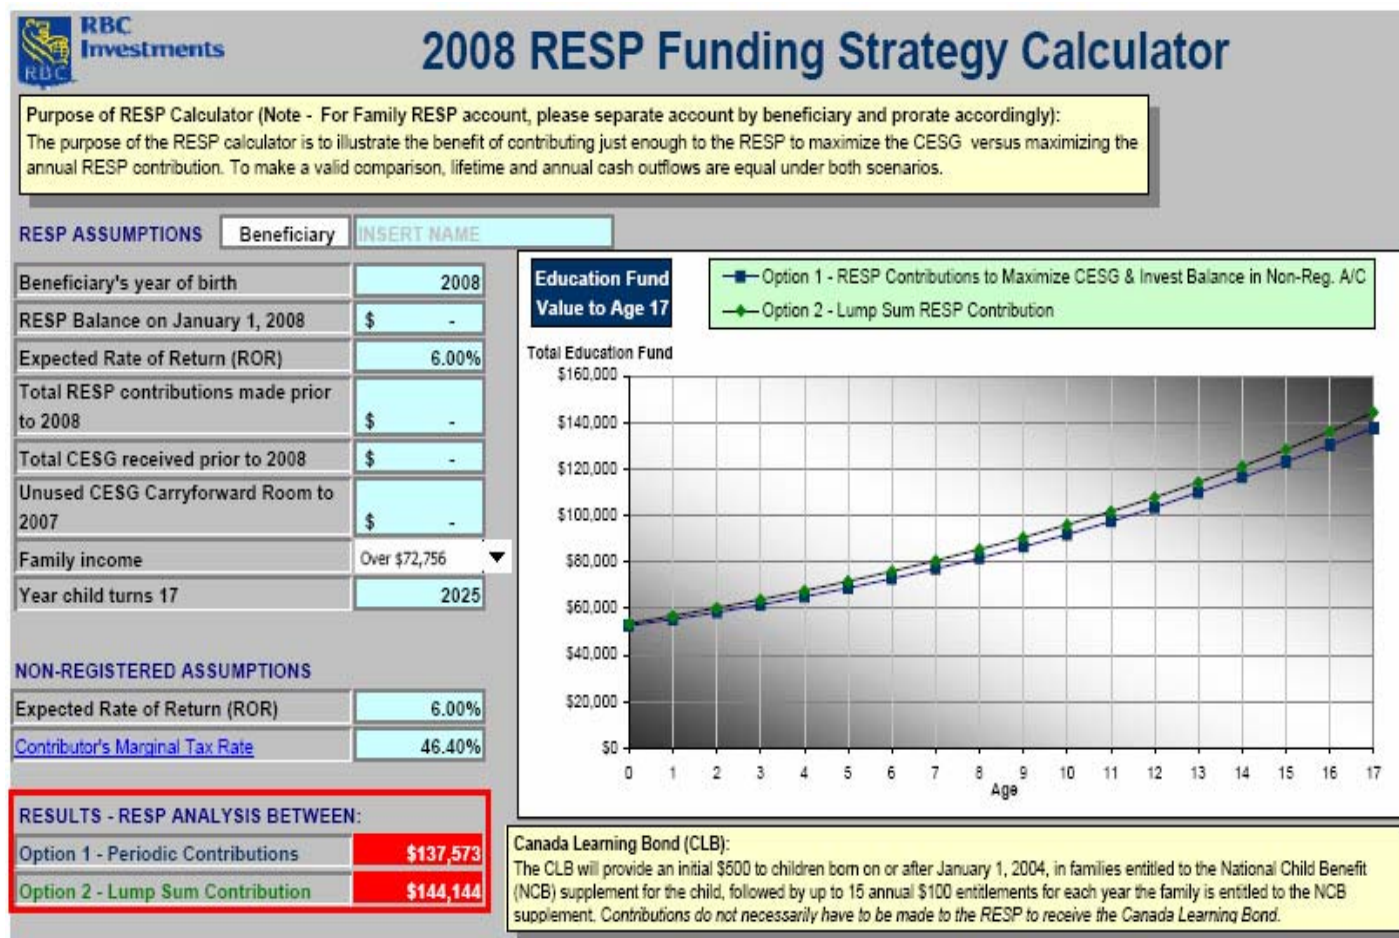 RBC
Investments
RBC
2008 RESP Funding Strategy Calculator
Purpose of RESP Calculator (Note - For Family RESP account, please separate account by beneficiary and prorate accordingly):
The purpose of the RESP calculator is to illustrate the benefit of contributing just enough to the RESP to maximize the CESG versus maximizing the
annual RESP contribution. To make a valid comparison, lifetime and annual cash outflows are equal under both scenarios.
RESP ASSUMPTIONS Beneficiary INSERT NAME
Beneficiary's year of birth 2008
RESP Balance on January 1, 2008 $ -
Expected Rate of Return (ROR) 6.00%
Total RESP contributions made prior
to 2008 $ -
Total CESG received prior to 2008 $ -
Unused CESG Carryforward Room to
2007 $ -
Family income Over $72,756
Year child turns 17 2025
NON-REGISTERED ASSUMPTIONS
Expected Rate of Return (ROR) 6.00%
Contributor's Marginal Tax Rate 46.40%
RESULTS - RESP ANALYSIS BETWEEN:
Option 1 - Periodic Contributions $137,573
Option 2 - Lump Sum Contribution $144,144
Education Fund
Value to Age 17
Option 1 - RESP Contributions to Maximize CESG & Invest Balance in Non-Reg. A/C
Option 2 - Lump Sum RESP Contribution
Total Education Fund
$160,000
$140,000
$120,000
$100,000
$80,000
$60,000
$40,000
$20,000
$0
0 1 2 3 4 5 6 7 8 9 10 11 12 13 14 15 16 17
Age
Canada Learning Bond (CLB):
The CLB will provide an initial $500 to children born on or after January 1, 2004, in families entitled to the National Child Benefit
(NCB) supplement for the child, followed by up to 15 annual $100 entitlements for each year the family is entitled to the NCB
supplement. Contributions do not necessarily have to be made to the RESP to receive the Canada Learning Bond.